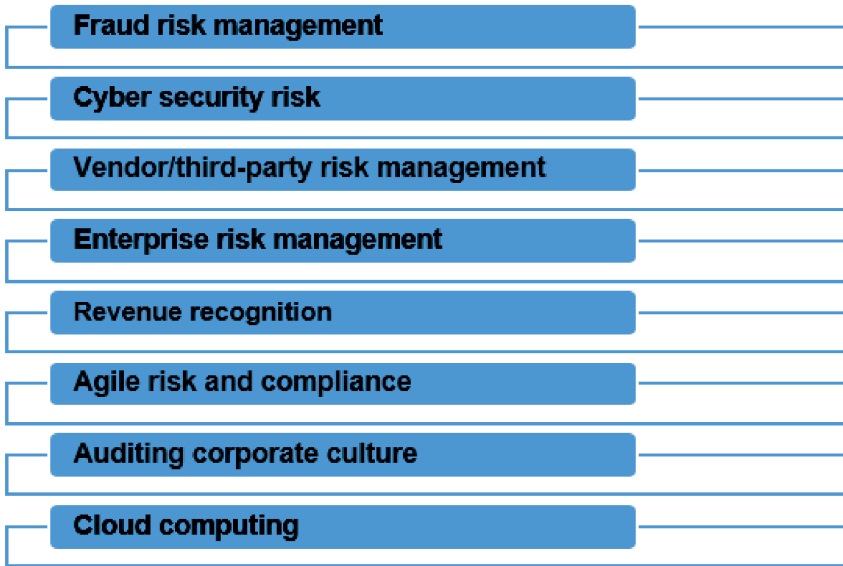 Fraud risk management
Cyber security risk
Vendor/third-party risk management
Enterprise risk management
Revenue recognition
Agile risk and compliance
Auditing corporate culture
Cloud computing